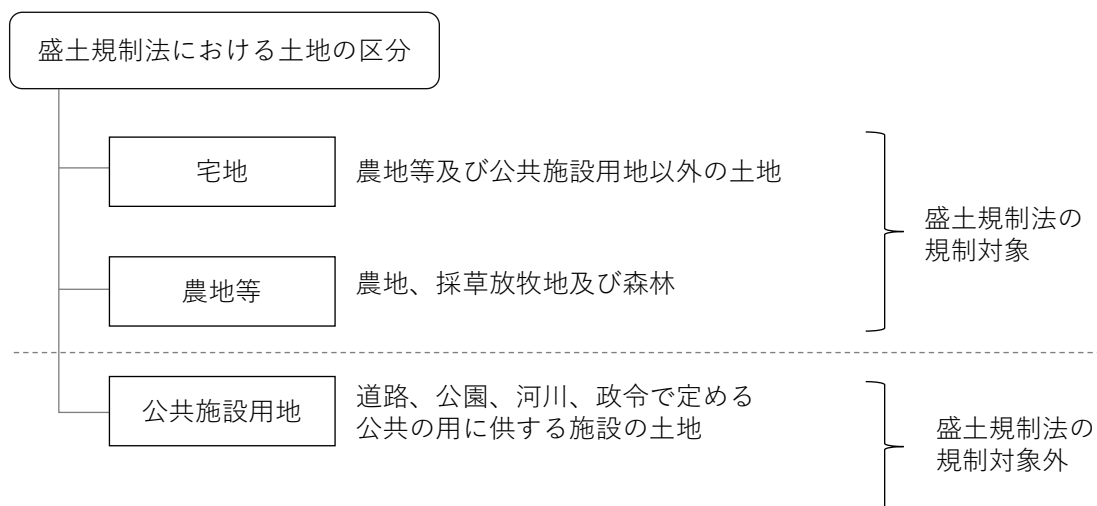 盛土規制法における土地の区分
宅地
農地等及び公共施設用地以外の土地
農地等
農地、採草放牧地及び森林
盛土規制法の
規制対象
公共施設用地
道路、公園、河川、政令で定める
公共の用に供する施設の土地
盛土規制法の
規制対象外